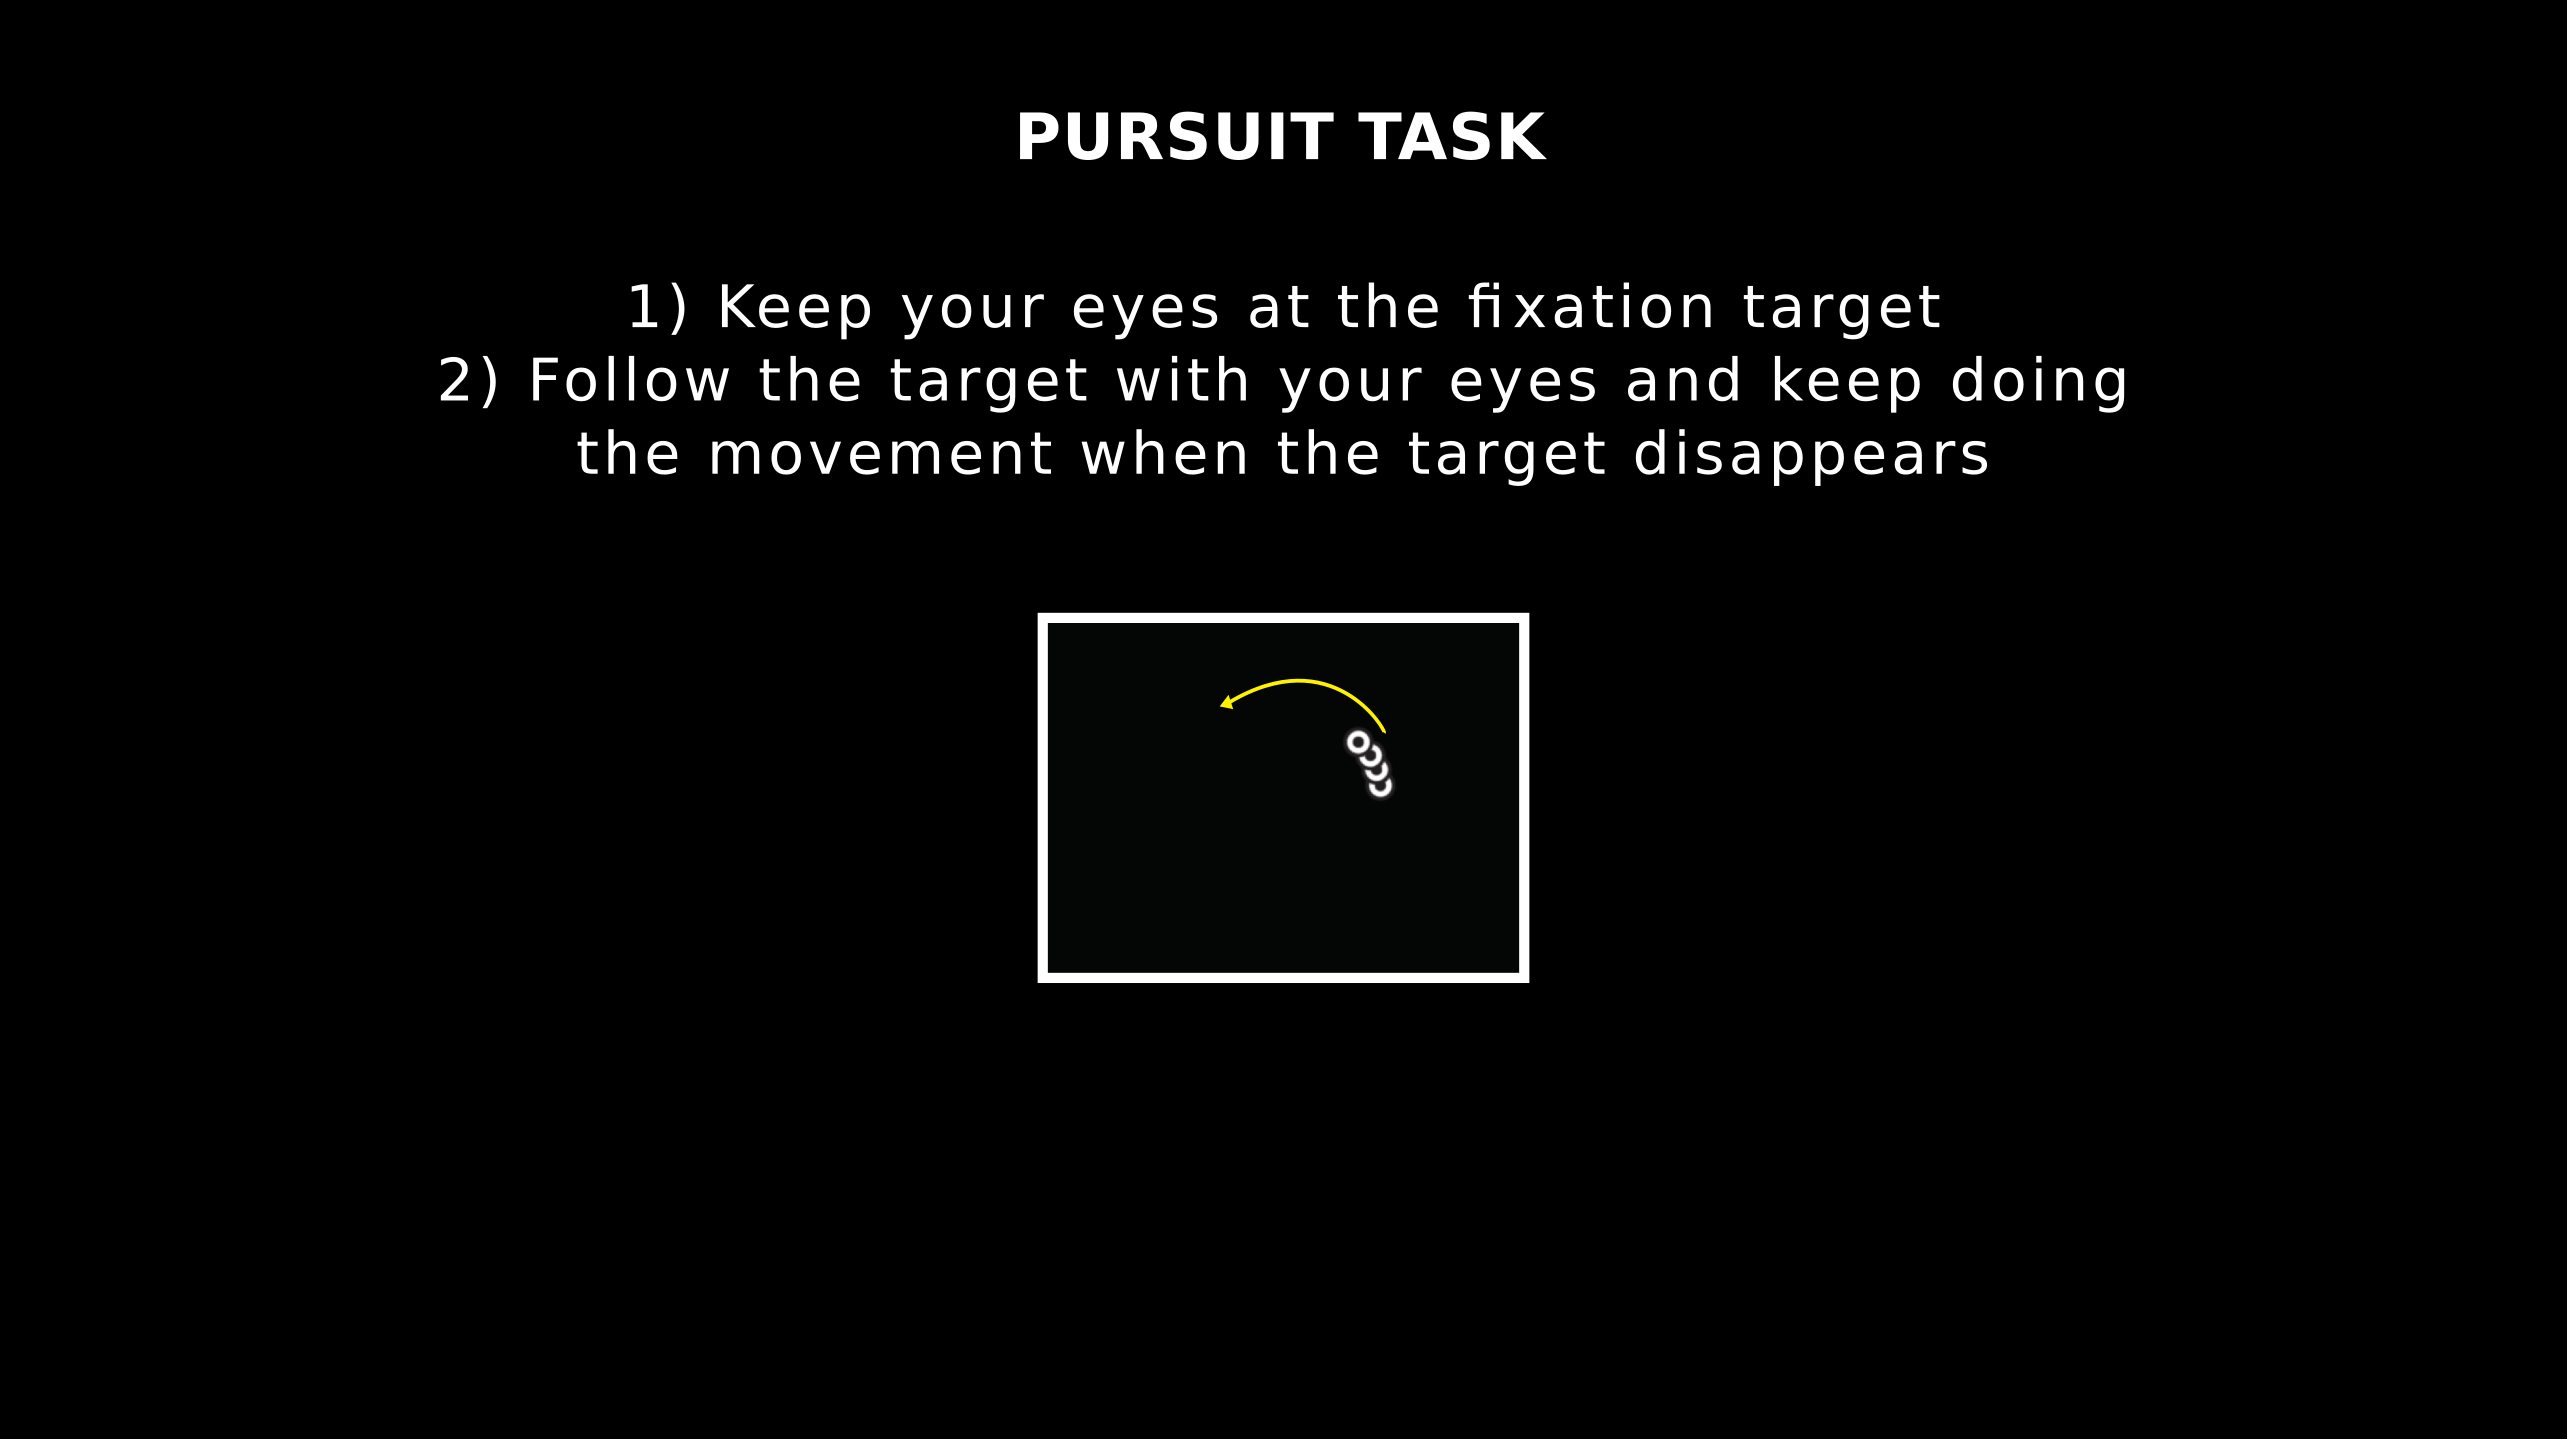 PURSUIT TASK
1) Keep your eyes at the fixation target
2) Follow the target with your eyes and keep doing
the movement when the target disappears